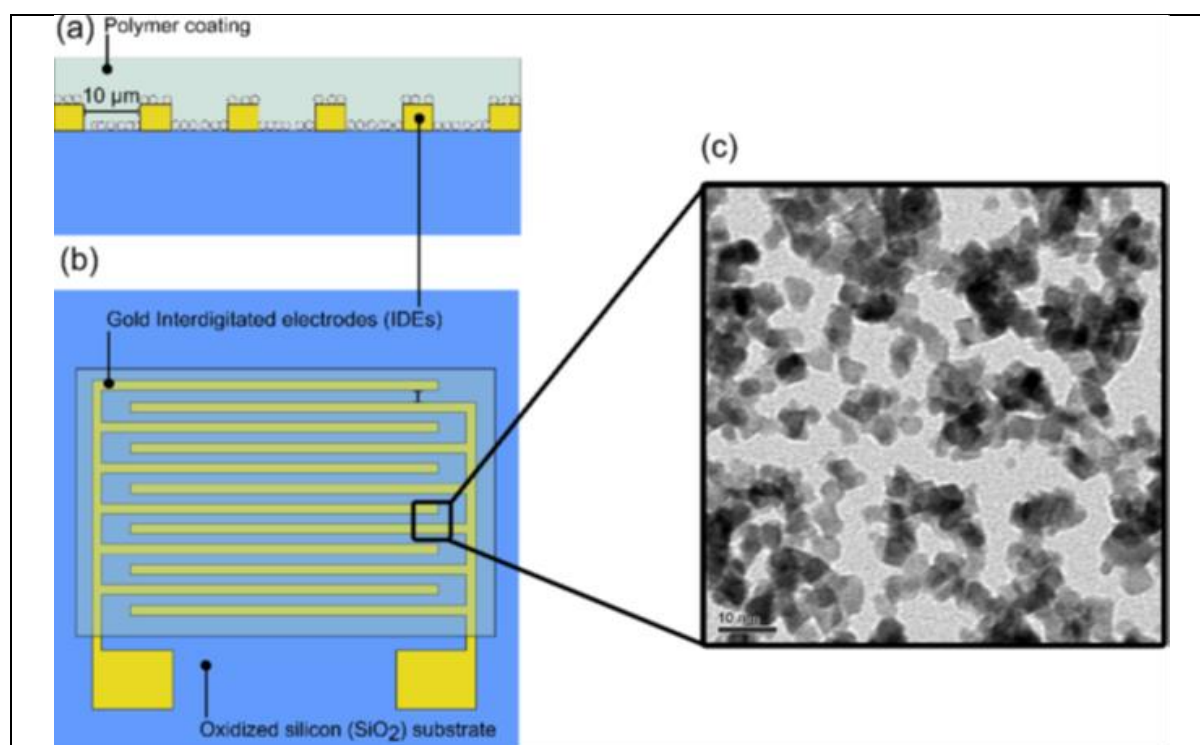 (a) Polymer coating
10 µm
(c)
(b)
Gold Interdigitated electrodes (IDEs)
10 nm
Oxidized silicon (SiO2) substrate